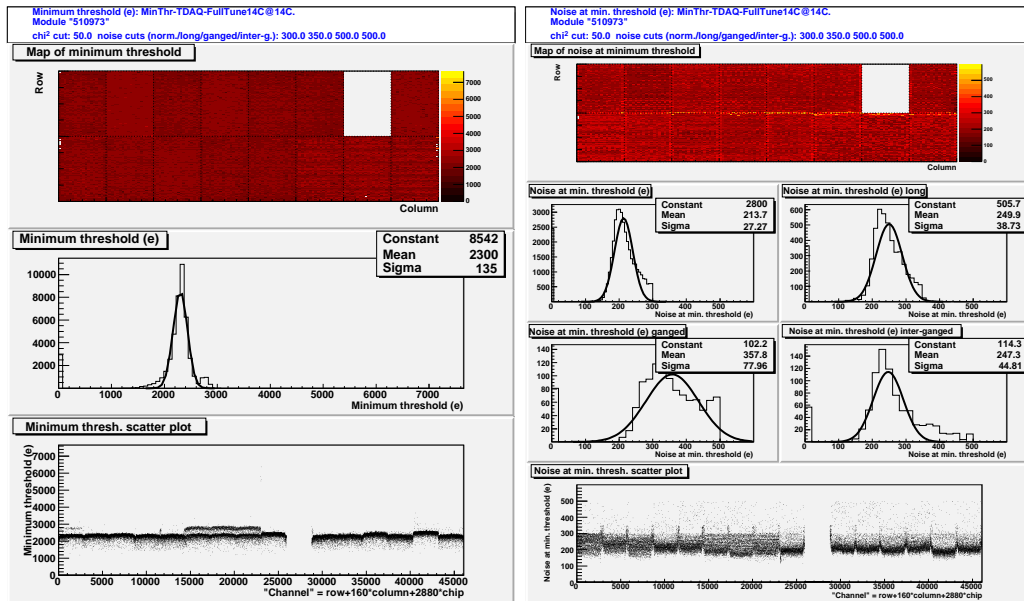 Minimum threshold (e): MinThr-TDAQ-FullTune14C@14C.
Module "510973"
chi² cut: 50.0 noise cuts (norm./long/ganged/inter-g.): 300.0 350.0 500.0 500.0
Map of minimum threshold
Row
7000
6000
5000
4000
3000
2000
1000
0
Column
Minimum threshold (e)
Constant 8542
Mean 2300
Sigma 135
10000
8000
6000
4000
2000
0 1000 2000 3000 4000 5000 6000 7000
Minimum threshold (e)
Minimum thresh. scatter plot
Minimum threshold (e)
7000
6000
5000
4000
3000
2000
1000
0
0 5000 10000 15000 20000 25000 30000 35000 40000 45000
"Channel" = row+160*column+2880*chip
Noise at min. threshold (e): MinThr-TDAQ-FullTune14C@14C.
Module "510973"
chi² cut: 50.0 noise cuts (norm./long/ganged/inter-g.): 300.0 350.0 500.0 500.0
Map of noise at minimum threshold
Row
500
400
300
200
100
0
Column
Noise at min. threshold (e)
Constant 2800
Mean 213.7
Sigma 27.27
3000
2500
2000
1500
1000
500
0
0 100 200 300 400 500
Noise at min. threshold (e)
Noise at min. threshold (e) long
Constant 505.7
Mean 249.9
Sigma 38.73
600
500
400
300
200
100
0
0 100 200 300 400 500
Noise at min. threshold (e)
Noise at min. threshold (e) ganged
Constant 102.2
Mean 357.8
Sigma 77.96
140
120
100
80
60
40
20
0
0 100 200 300 400 500
Noise at min. threshold (e)
Noise at min. threshold (e) inter-ganged
Constant 114.3
Mean 247.3
Sigma 44.81
160
140
120
100
80
60
40
20
0
0 100 200 300 400 500
Noise at min. threshold (e)
Noise at min. thresh. scatter plot
Noise at min. threshold (e)
500
400
300
200
100
0
0 5000 10000 15000 20000 25000 30000 35000 40000 45000
"Channel" = row+160*column+2880*chip